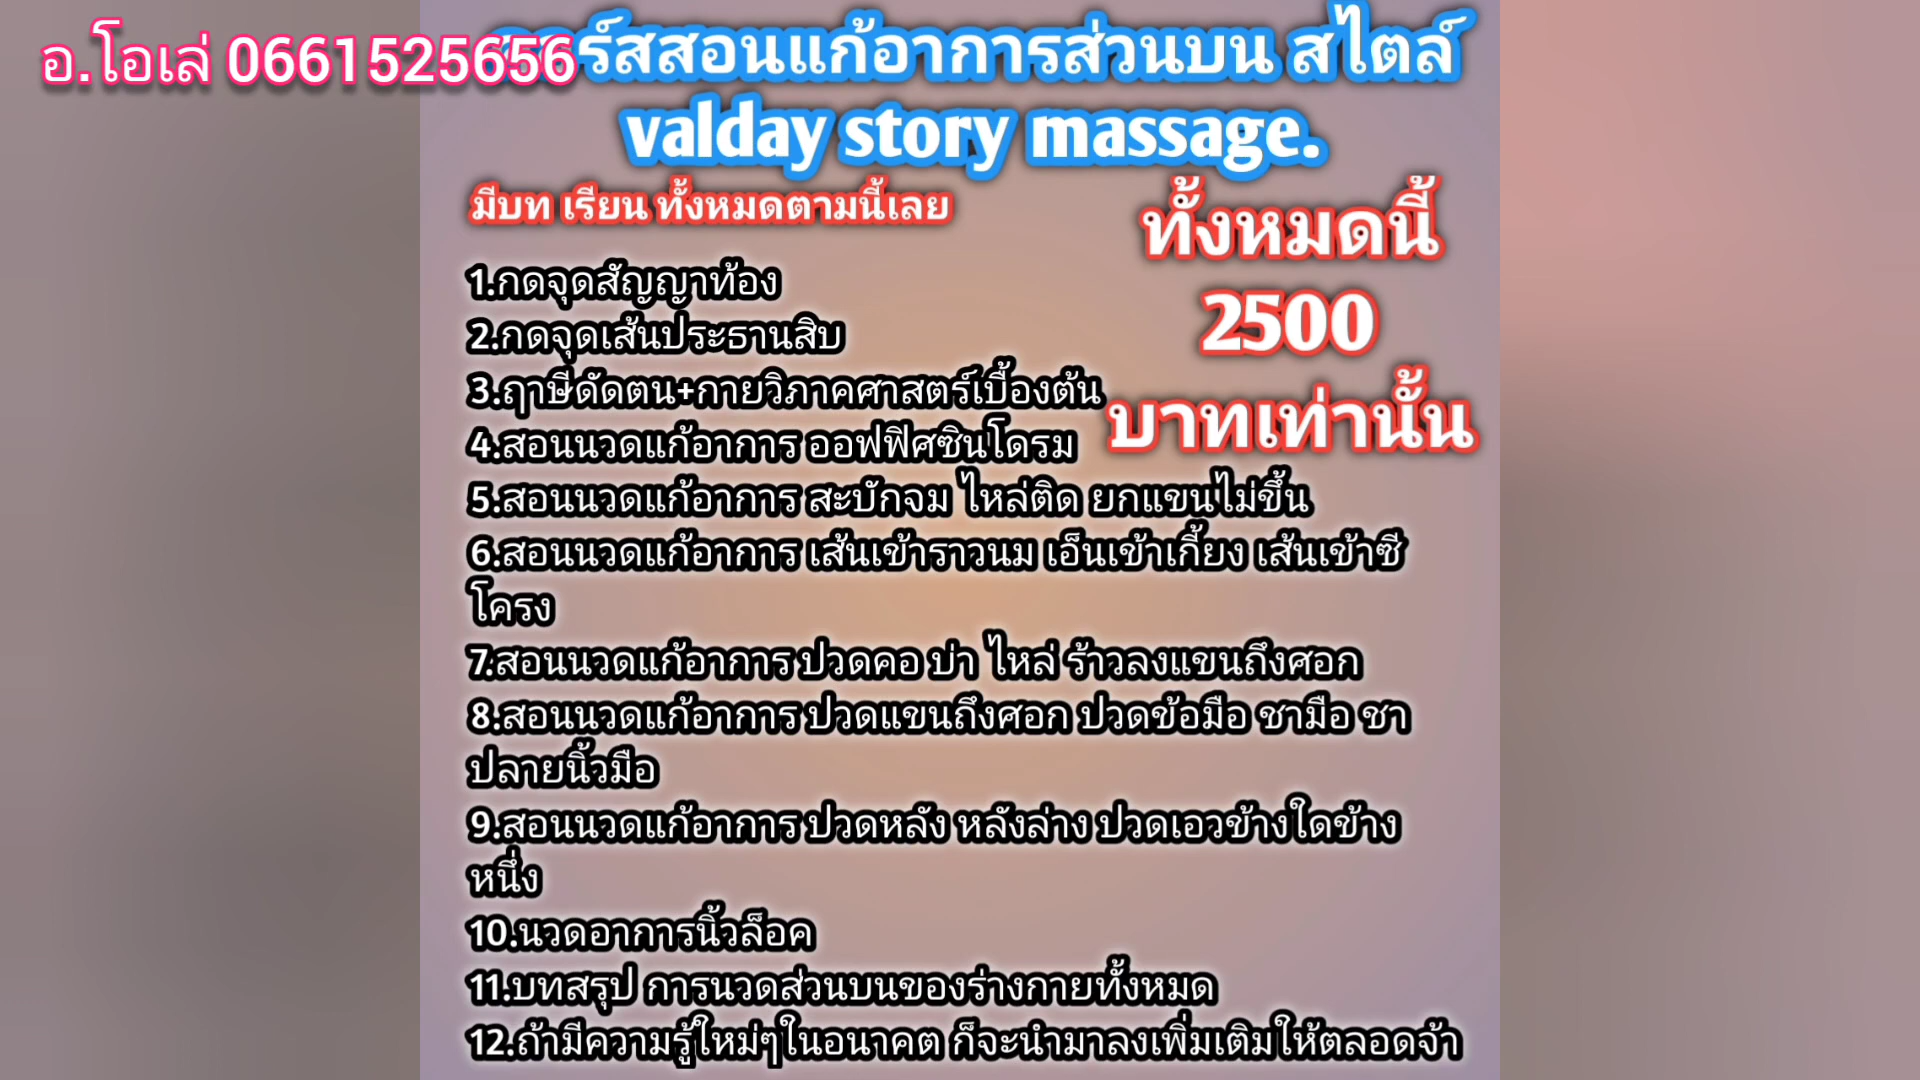 อ.โอเล่ 0661525656
ร์สสอนแก้อาการส่วนบน สไตล์
valday story massage.
มีบท เรียน ทั้งหมดตามนี้เลย
ทั้งหมดนี้
2500
บาทเท่านั้น
1.กดจุดสัญญาท้อง
2.กดจุดเส้นประธานสิบ
3.ฤาษีดัดตน+กายวิภาคศาสตร์เบื้องต้น
4.สอนนวดแก้อาการ ออฟฟิศซินโดรม
5.สอนนวดแก้อาการ สะบักจม ไหล่ติด ยกแขนไม่ขึ้น
6.สอนนวดแก้อาการ เส้นเข้าราวนม เอ็นเข้าเกี้ยง เส้นเข้าซี่
โครง
7.สอนนวดแก้อาการ ปวดคอ บ่า ไหล่ ร้าวลงแขนถึงศอก
8.สอนนวดแก้อาการ ปวดแขนถึงศอก ปวดข้อมือ ชามือ ชา
ปลายนิ้วมือ
9.สอนนวดแก้อาการ ปวดหลัง หลังล่าง ปวดเอวข้างใดข้าง
หนึ่ง
10.นวดอาการนิ้วล็อค
11.บทสรุป การนวดส่วนบนของร่างกายทั้งหมด
12.ถ้ามีความรู้ใหม่ๆในอนาคต ก็จะนำมาลงเพิ่มเติมให้ตลอดจ้า